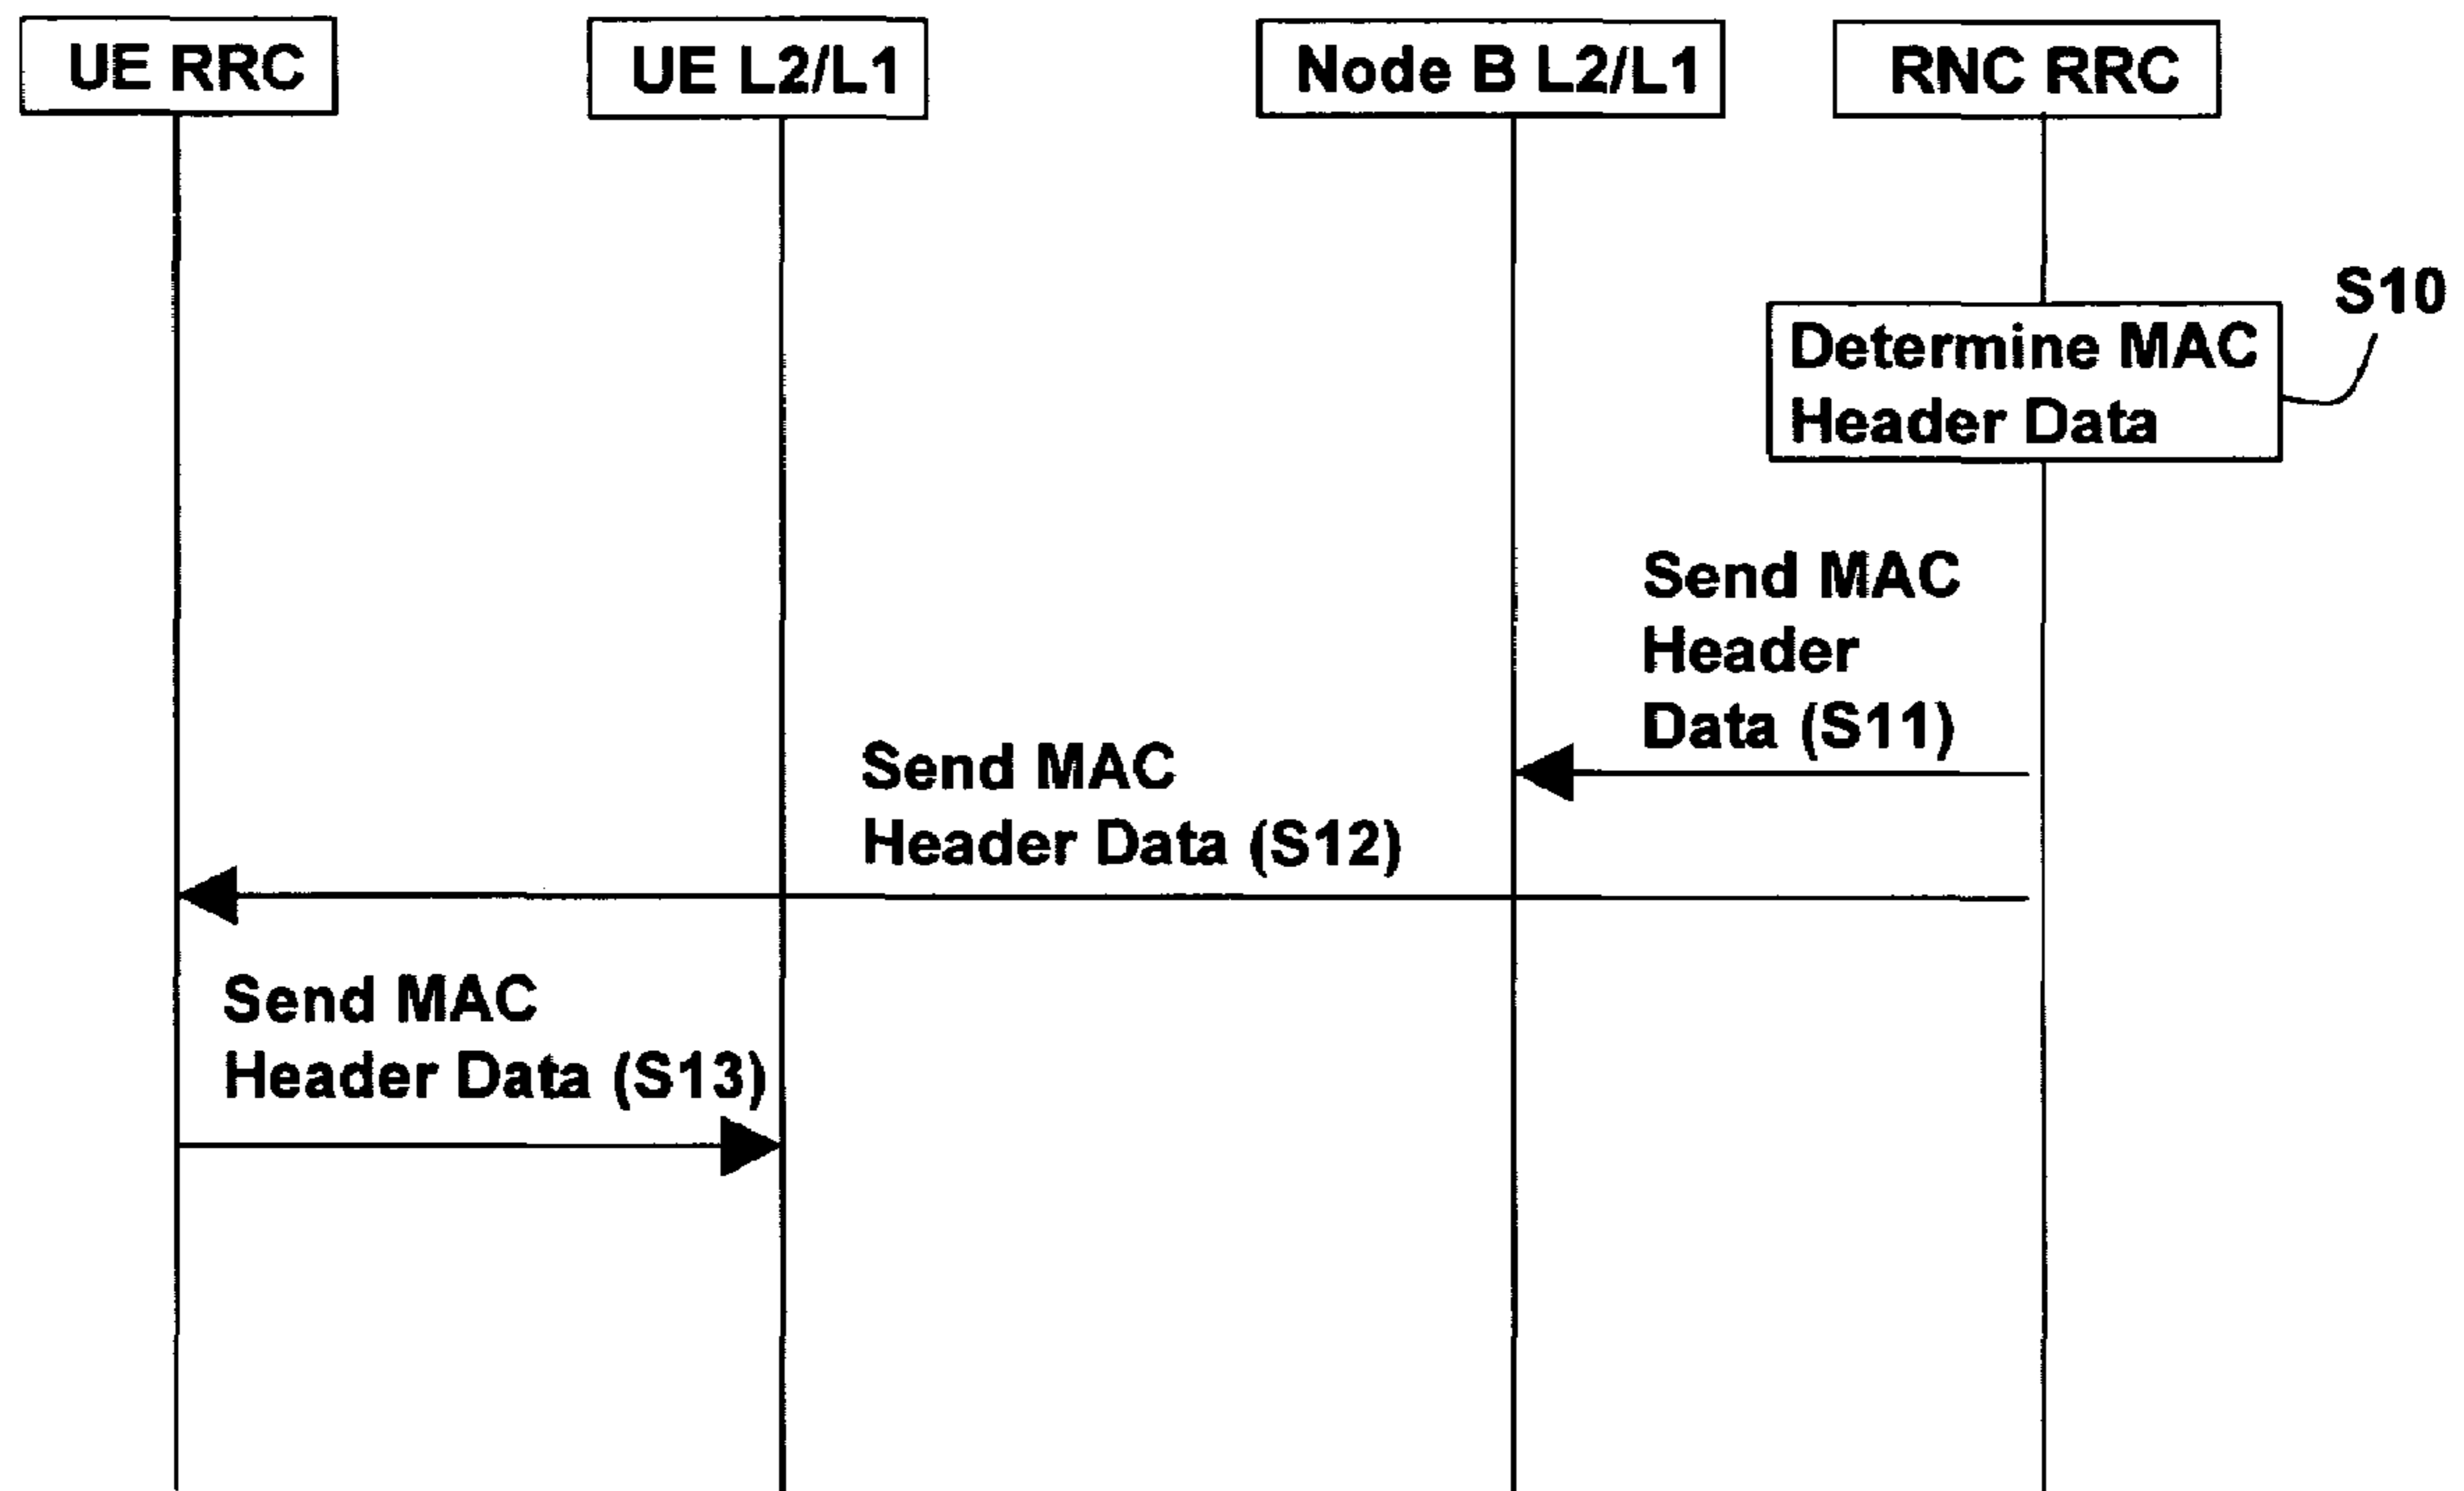 UE RRC
UE L2/L1
Node B L2/L1
RNC RRC
S10
Determine MAC
Header Data
Send MAC
Header
Data (S11)
Send MAC
Header Data (S12)
Send MAC
Header Data (S13)